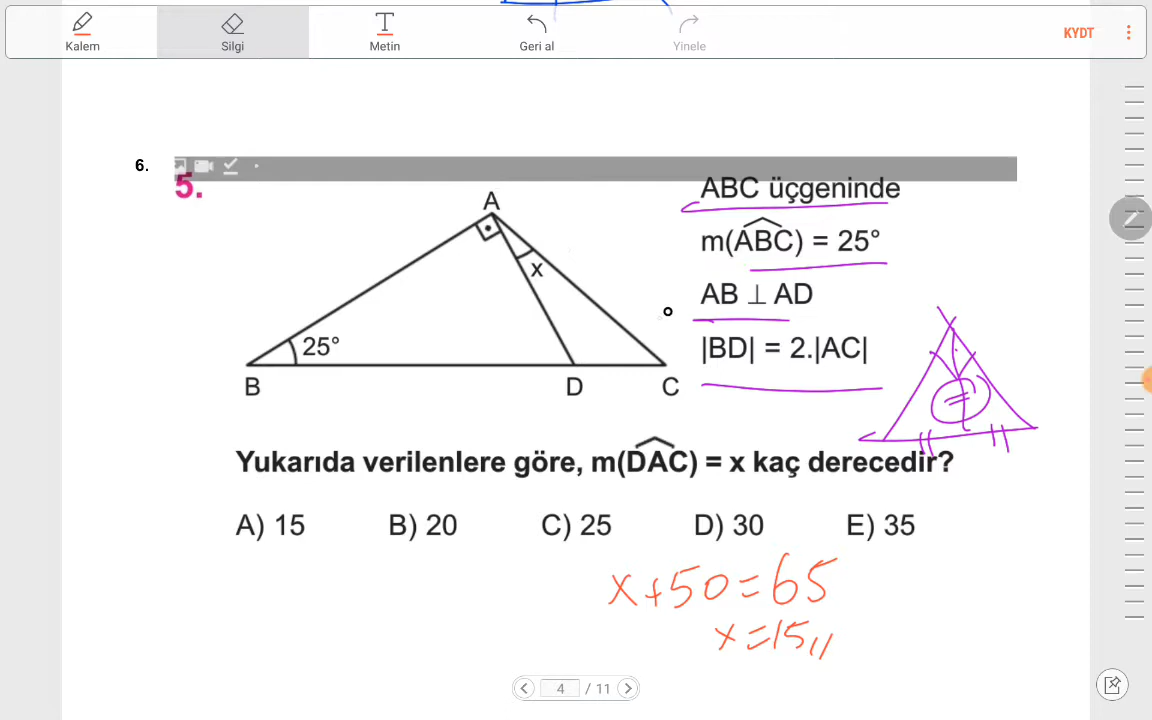 Kalem
Silgi
Metin
Geri al
Yinele
KYDT
6.
5.
A
x
25°
B
D
C
ABC üçgeninde
m(ABC) = 25°
AB ⊥ AD
|BD| = 2.|AC|
Yukarıda verilenlere göre, m(DAC) = x kaç derecedir?
A) 15 B) 20 C) 25 D) 30 E) 35
x+50=65
x=15
4 / 11